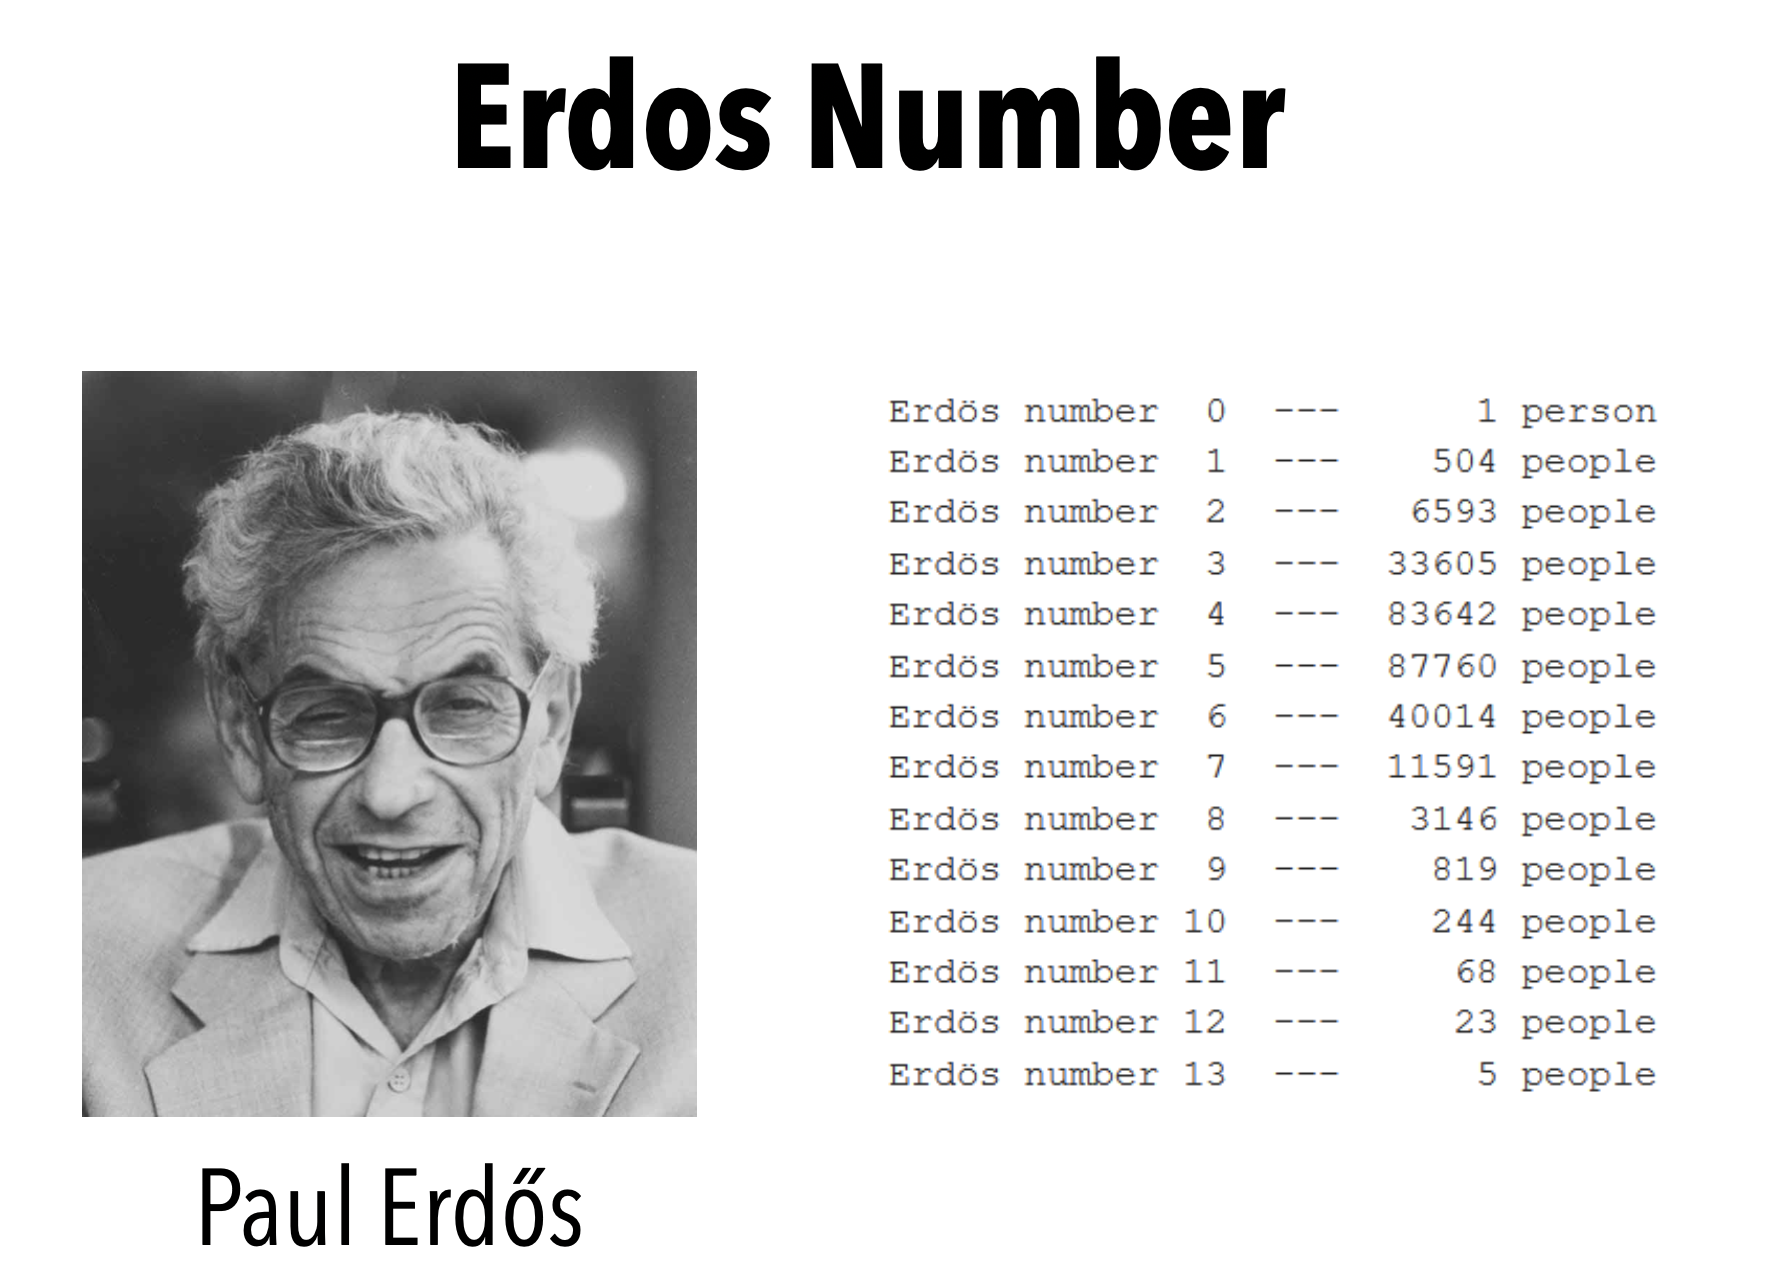 Erdos Number
Erdös number 0 --- 1 person
Erdös number 1 --- 504 people
Erdös number 2 --- 6593 people
Erdös number 3 --- 33605 people
Erdös number 4 --- 83642 people
Erdös number 5 --- 87760 people
Erdös number 6 --- 40014 people
Erdös number 7 --- 11591 people
Erdös number 8 --- 3146 people
Erdös number 9 --- 819 people
Erdös number 10 --- 244 people
Erdös number 11 --- 68 people
Erdös number 12 --- 23 people
Erdös number 13 --- 5 people
Paul Erdős